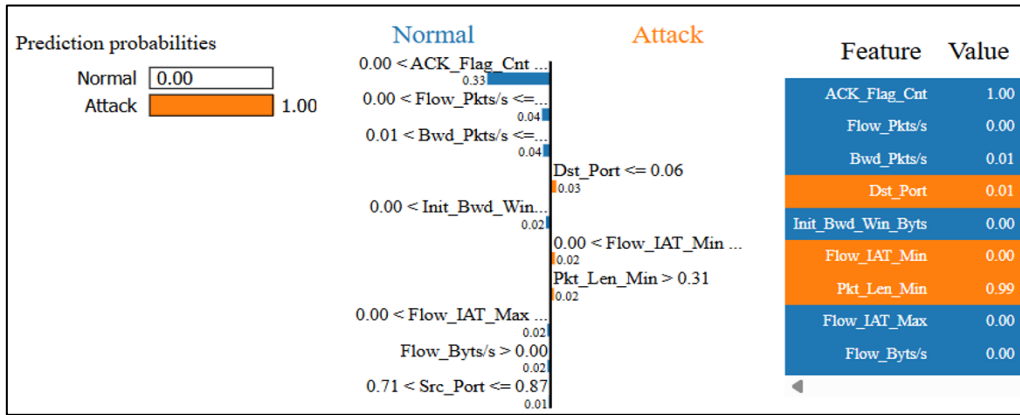 Prediction probabilities
Normal 0.00
Attack 1.00
Normal Attack
0.00 < ACK_Flag_Cnt ...
0.33
0.00 < Flow_Pkts/s <=...
0.04
0.01 < Bwd_Pkts/s <=...
0.04
Dst_Port <= 0.06
0.03
0.00 < Init_Bwd_Win...
0.02
0.00 < Flow_IAT_Min ...
0.02
Pkt_Len_Min > 0.31
0.02
0.00 < Flow_IAT_Max ...
0.02
Flow_Byts/s > 0.00
0.02
0.71 < Src_Port <= 0.87
0.01
Feature Value
ACK_Flag_Cnt 1.00
Flow_Pkts/s 0.00
Bwd_Pkts/s 0.01
Dst_Port 0.01
Init_Bwd_Win_Byts 0.00
Flow_IAT_Min 0.00
Pkt_Len_Min 0.99
Flow_IAT_Max 0.00
Flow_Byts/s 0.00